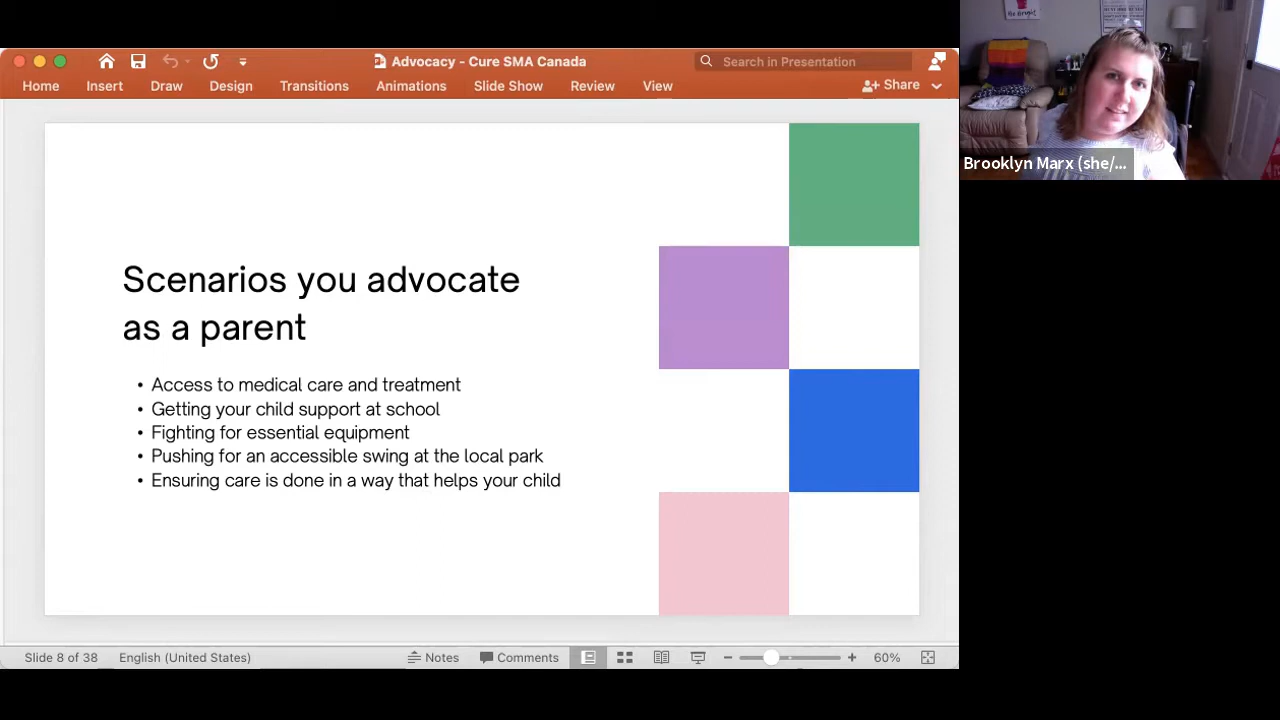 Advocacy - Cure SMA Canada
Search in Presentation
Home Insert Draw Design Transitions Animations Slide Show Review View Share
Scenarios you advocate
as a parent
• Access to medical care and treatment
• Getting your child support at school
• Fighting for essential equipment
• Pushing for an accessible swing at the local park
• Ensuring care is done in a way that helps your child
Slide 8 of 38 English (United States) Notes Comments 60%
Brooklyn Marx (she/...